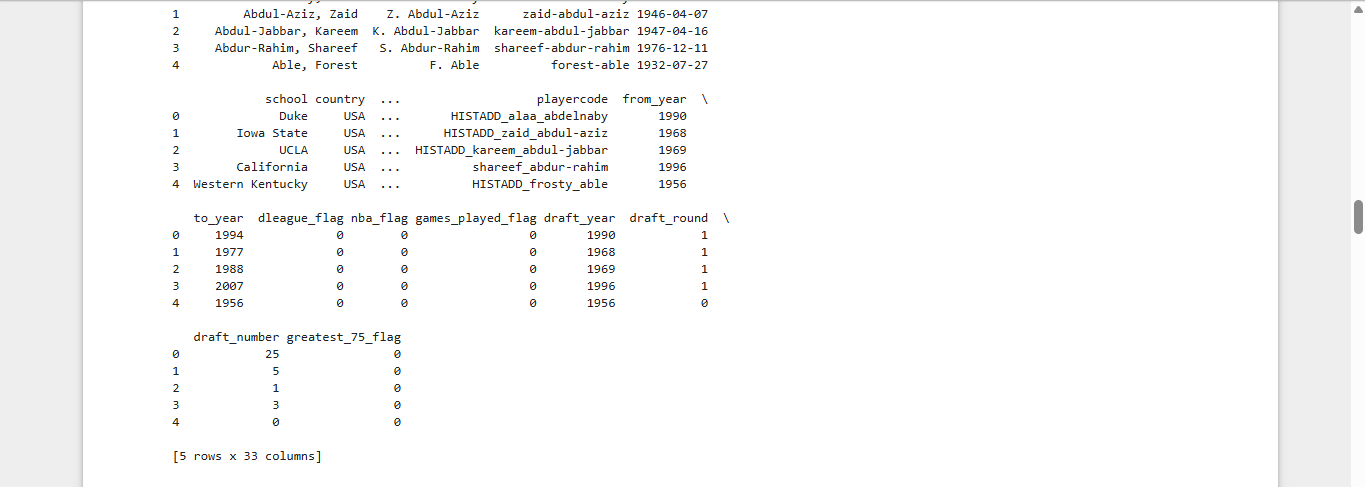 1 Abdul-Aziz, Zaid Z. Abdul-Aziz zaid-abdul-aziz 1946-04-07
2 Abdul-Jabbar, Kareem K. Abdul-Jabbar kareem-abdul-jabbar 1947-04-16
3 Abdur-Rahim, Shareef S. Abdur-Rahim shareef-abdur-rahim 1976-12-11
4 Able, Forest F. Able forest-able 1932-07-27
school country ... playercode from_year \
0 Duke USA ... HISTADD_alaa_abdelnaby 1990
1 Iowa State USA ... HISTADD_zaid_abdul-aziz 1968
2 UCLA USA ... HISTADD_kareem_abdul-jabbar 1969
3 California USA ... shareef_abdur-rahim 1996
4 Western Kentucky USA ... HISTADD_frosty_able 1956
to_year dleague_flag nba_flag games_played_flag draft_year draft_round \
0 1994 0 0 0 1990 1
1 1977 0 0 0 1968 1
2 1988 0 0 0 1969 1
3 2007 0 0 0 1996 1
4 1956 0 0 0 1956 0
draft_number greatest_75_flag
0 25 0
1 5 0
2 1 0
3 3 0
4 0 0
[5 rows x 33 columns]